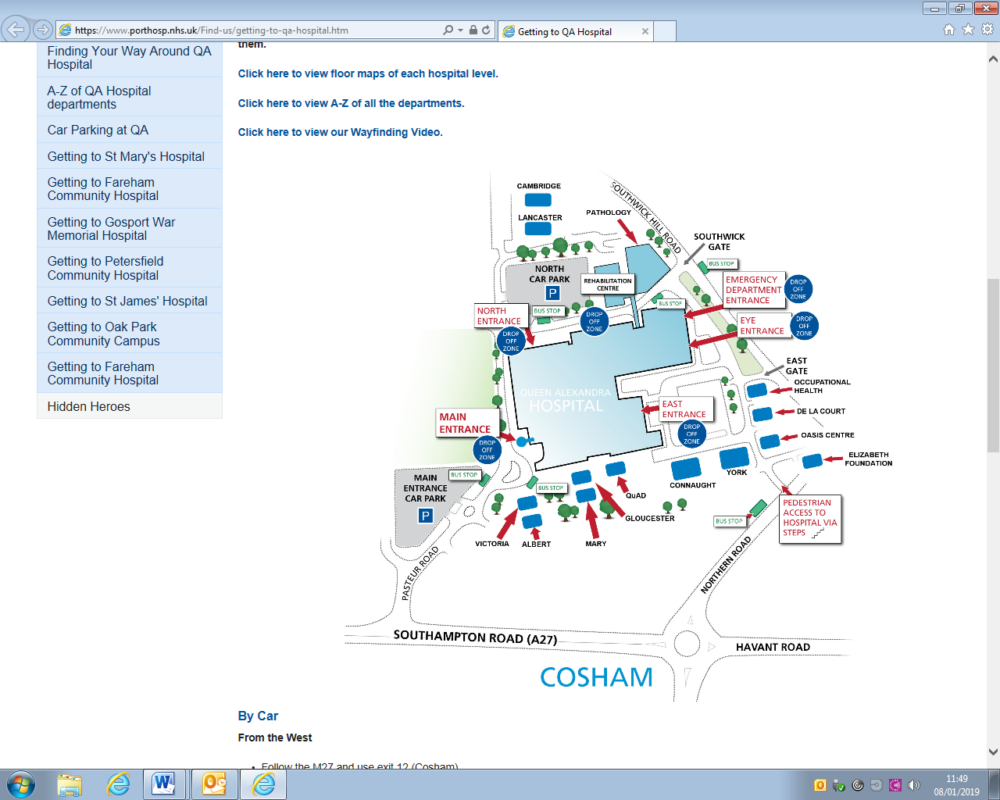 https://www.porthosp.nhs.uk/Find-us/getting-to-qa-hospital.htm
Getting to QA Hospital
Finding Your Way Around QA
Hospital
A-Z of QA Hospital
departments
Car Parking at QA
Getting to St Mary's Hospital
Getting to Fareham
Community Hospital
Getting to Gosport War
Memorial Hospital
Getting to Petersfield
Community Hospital
Getting to St James' Hospital
Getting to Oak Park
Community Campus
Getting to Fareham
Community Hospital
Hidden Heroes
them.
Click here to view floor maps of each hospital level.
Click here to view A-Z of all the departments.
Click here to view our Wayfinding Video.
CAMBRIDGE
LANCASTER
PATHOLOGY
SOUTHWICK HILL ROAD
SOUTHWICK
GATE
BUS STOP
NORTH
CAR PARK
P
REHABILITATION
CENTRE
EMERGENCY
DEPARTMENT
ENTRANCE
DROP
OFF
ZONE
BUS STOP
NORTH
ENTRANCE
BUS STOP
DROP
OFF
ZONE
DROP
OFF
ZONE
EYE
ENTRANCE
DROP
OFF
ZONE
EAST
GATE
OCCUPATIONAL
HEALTH
QUEEN ALEXANDRA
HOSPITAL
EAST
ENTRANCE
DROP
OFF
ZONE
DE LA COURT
MAIN
ENTRANCE
DROP
OFF
ZONE
OASIS CENTRE
ELIZABETH
FOUNDATION
MAIN
ENTRANCE
CAR PARK
P
BUS STOP
BUS STOP
YORK
CONNAUGHT
QuAD
GLOUCESTER
VICTORIA
ALBERT
MARY
BUS STOP
PEDESTRIAN
ACCESS TO
HOSPITAL VIA
STEPS
PASTEUR ROAD
NORTHERN ROAD
SOUTHAMPTON ROAD (A27)
HAVANT ROAD
COSHAM
By Car
From the West
• Follow the M27 and use exit 12 (Cosham)
11:49
08/01/2019